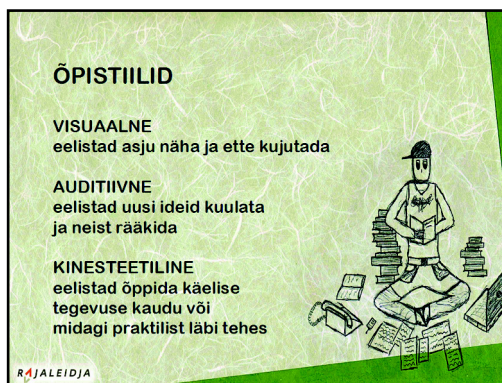 ÕPISTIILID
VISUAALNE
eelistad asju näha ja ette kujutada
AUDITIIVNE
eelistad uusi ideid kuulata
ja neist rääkida
KINESTEETILINE
eelistad õppida käelise
tegevuse kaudu või
midagi praktilist läbi tehes
RAJALEIDJA